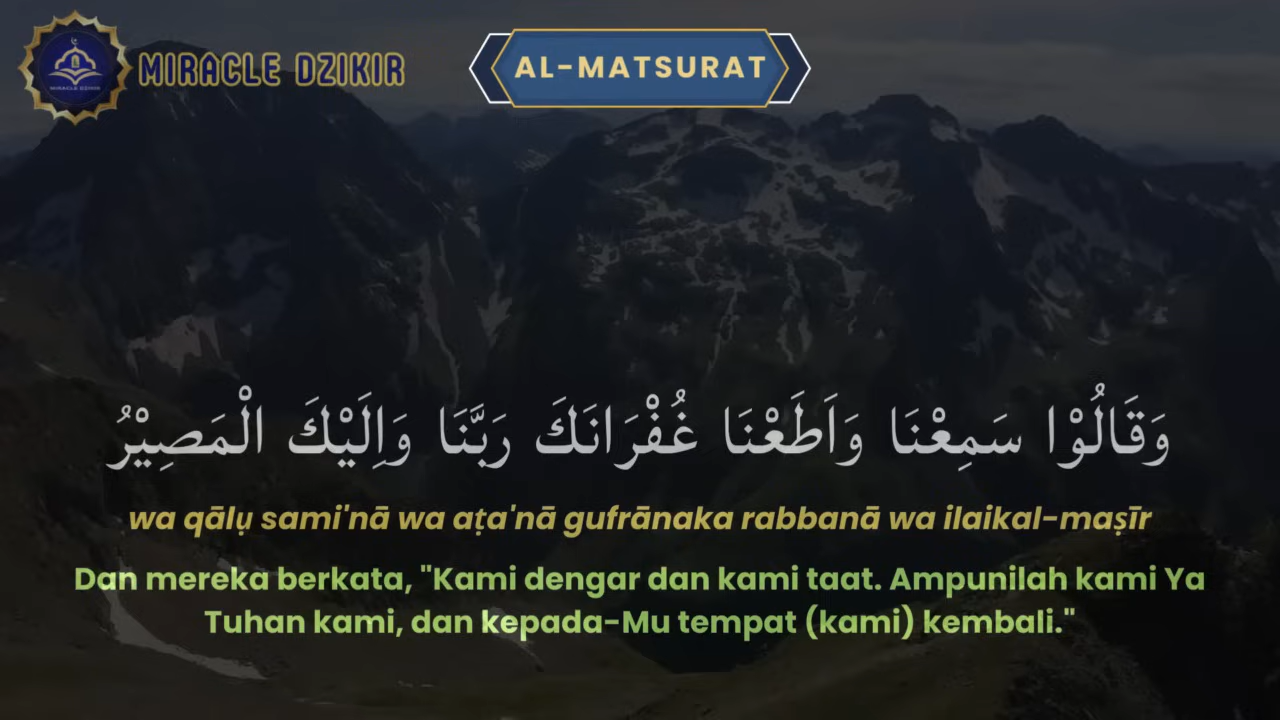 MIRACLE DZIKIR
MIRACLE DZIKIR
AL-MATSURAT
وَقَالُوْا سَمِعْنَا وَاَطَعْنَا غُفْرَانَكَ رَبَّنَا وَاِلَيْكَ الْمَصِيْرُ
wa qālụ sami'nā wa aṭa'nā gufrānaka rabbanā wa ilaikal-maṣīr
Dan mereka berkata, "Kami dengar dan kami taat. Ampunilah kami Ya
Tuhan kami, dan kepada-Mu tempat (kami) kembali."